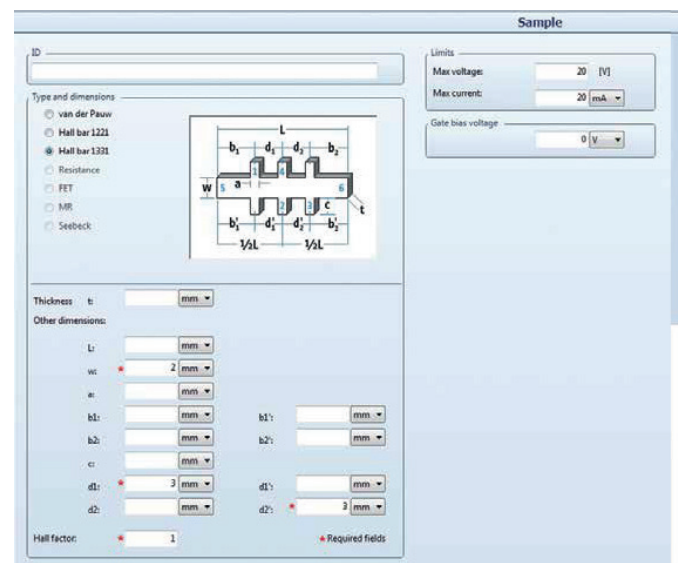 Sample
ID
Type and dimensions
van der Pauw
Hall bar 1221
Hall bar 1331
Resistance
FET
MR
Seebeck
L
b₁ d₁ d₂ b₂
1 4
W 5 a 6
2 3 c
t
b'₁ d'₁ d'₂ b'₂
½L ½L
Thickness t: mm
Other dimensions:
L: mm
w: * 2 mm
a: mm
b1: mm b1': mm
b2: mm b2': mm
c: mm
d1: * 3 mm d1': mm
d2: mm d2': * 3 mm
Hall factor: * 1 * Required fields
Limits
Max voltage: 20 [V]
Max current: 20 mA
Gate bias voltage
0 V